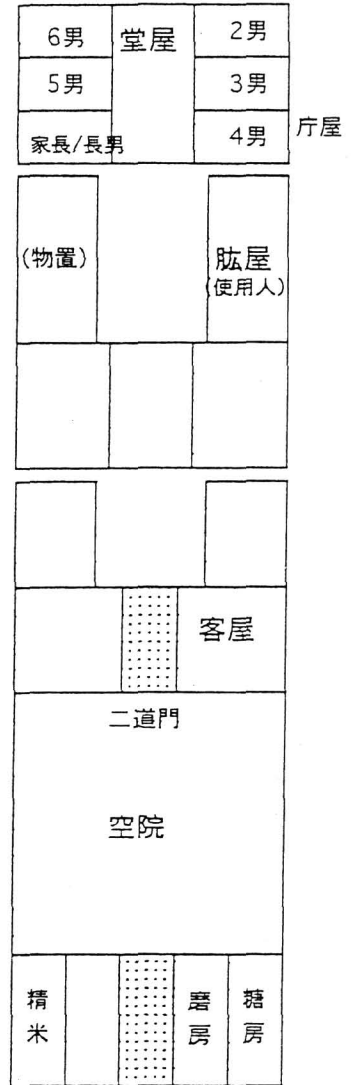 6男
堂屋
2男
5男
3男
家長/長男
4男
庁屋
(物置)
肱屋
(使用人)
客屋
二道門
空院
精米
磨房
糖房